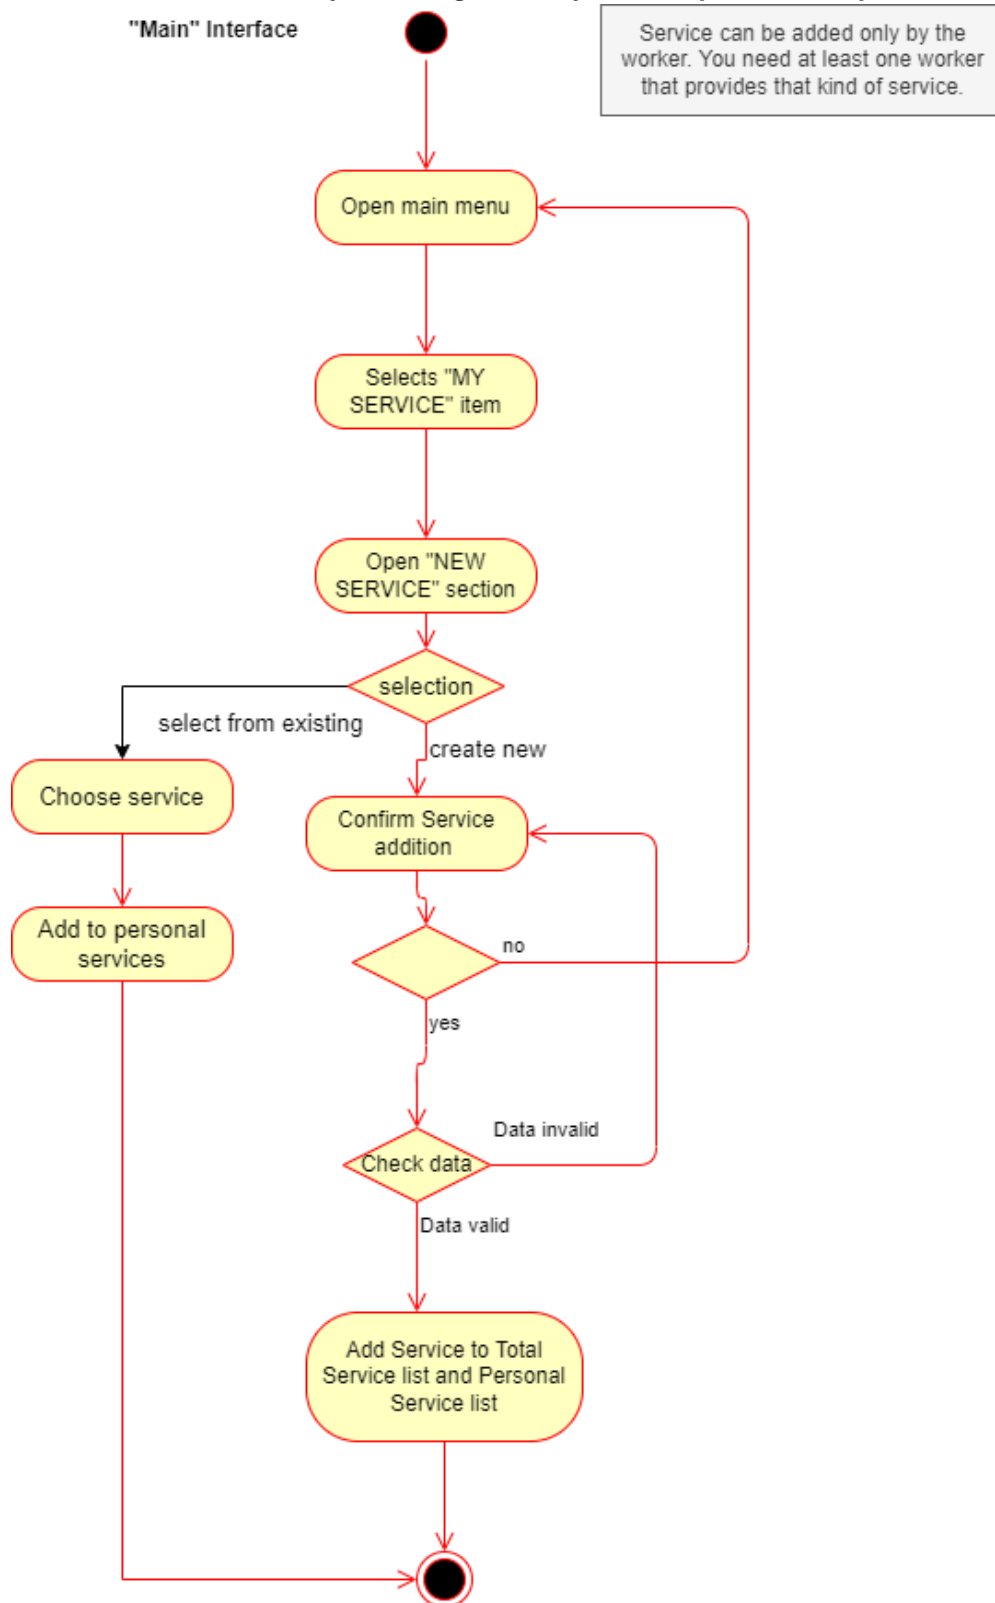 "Main" Interface
Service can be added only by the
worker. You need at least one worker
that provides that kind of service.
Open main menu
Selects "MY
SERVICE" item
Open "NEW
SERVICE" section
selection
select from existing
create new
Choose service
Confirm Service
addition
Add to personal
services
no
yes
Data invalid
Check data
Data valid
Add Service to Total
Service list and Personal
Service list